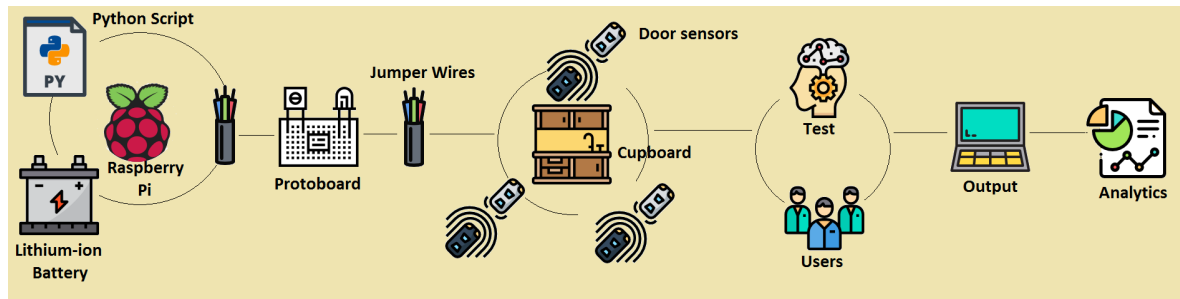 Python Script
PY
Raspberry
Pi
Lithium-ion
Battery
Protoboard
Jumper Wires
Door sensors
Cupboard
Test
Users
L.
Output
Analytics